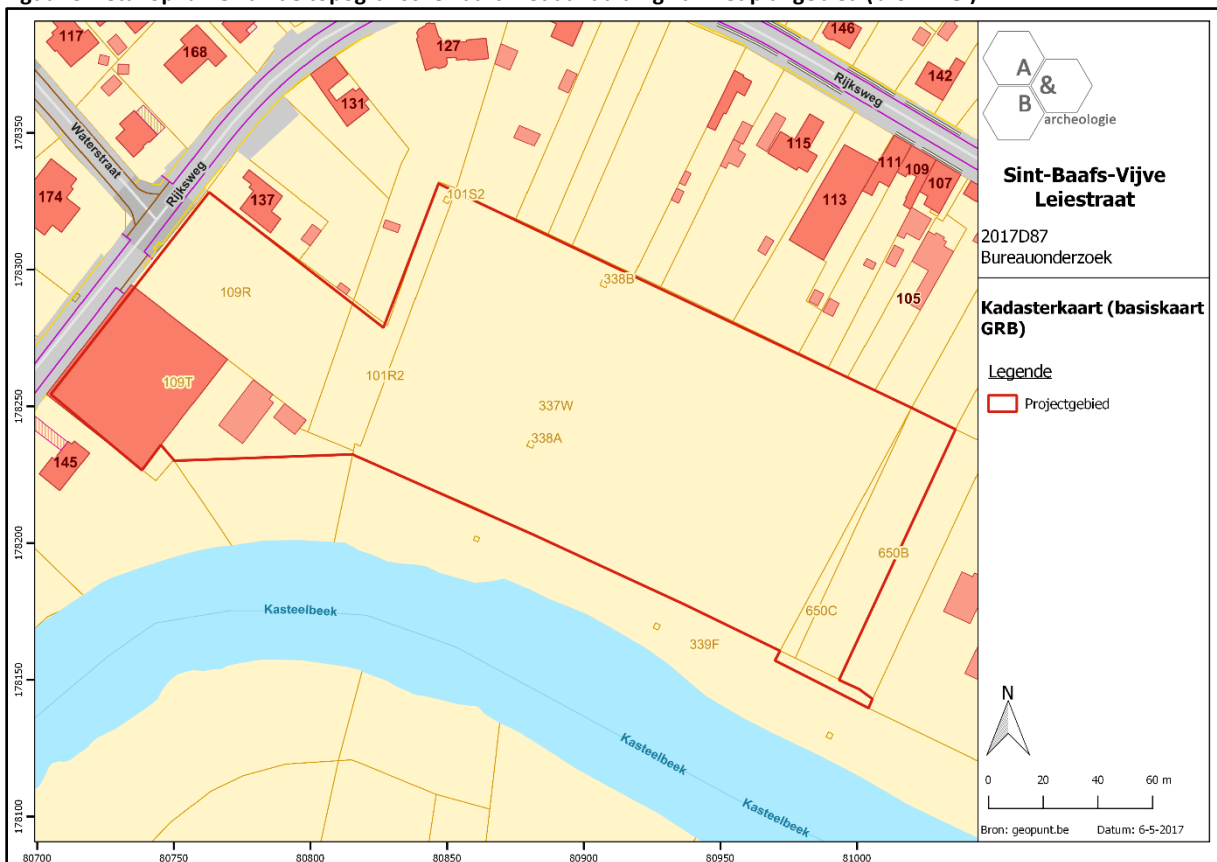 117
168
127
146
142
131
Rijksweg
Waterstraat
115
111
109
107
174
Rijksweg
137
113
101S2
105
109R
338B
101R2
109T
337W
338A
145
650B
650C
339F
Kasteelbeek
Kasteelbeek
Kasteelbeek
178350
178300
178250
178200
178150
178100
80700
80750
80800
80850
80900
80950
81000
A
&
B
archeologie
Sint-Baafs-Vijve
Leiestraat
2017D87
Bureauonderzoek
Kadasterkaart (basiskaart
GRB)
Legende
Projectgebied
N
0 20 40 60 m
Bron: geopunt.be Datum: 6-5-2017